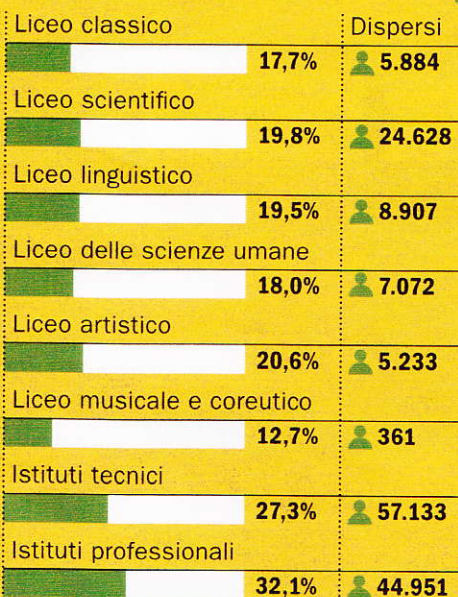 Liceo classico Dispersi
17,7% 5.884
Liceo scientifico
19,8% 24.628
Liceo linguistico
19,5% 8.907
Liceo delle scienze umane
18,0% 7.072
Liceo artistico
20,6% 5.233
Liceo musicale e coreutico
12,7% 361
Istituti tecnici
27,3% 57.133
Istituti professionali
32,1% 44.951